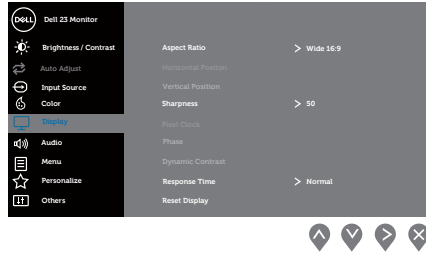 DELL Dell 23 Monitor
Brightness / Contrast Aspect Ratio > Wide 16:9
Auto Adjust Horizontal Position
Input Source Vertical Position
Color Sharpness > 50
Display Pixel Clock
Audio Phase
Menu Dynamic Contrast
Personalize Response Time > Normal
Others Reset Display